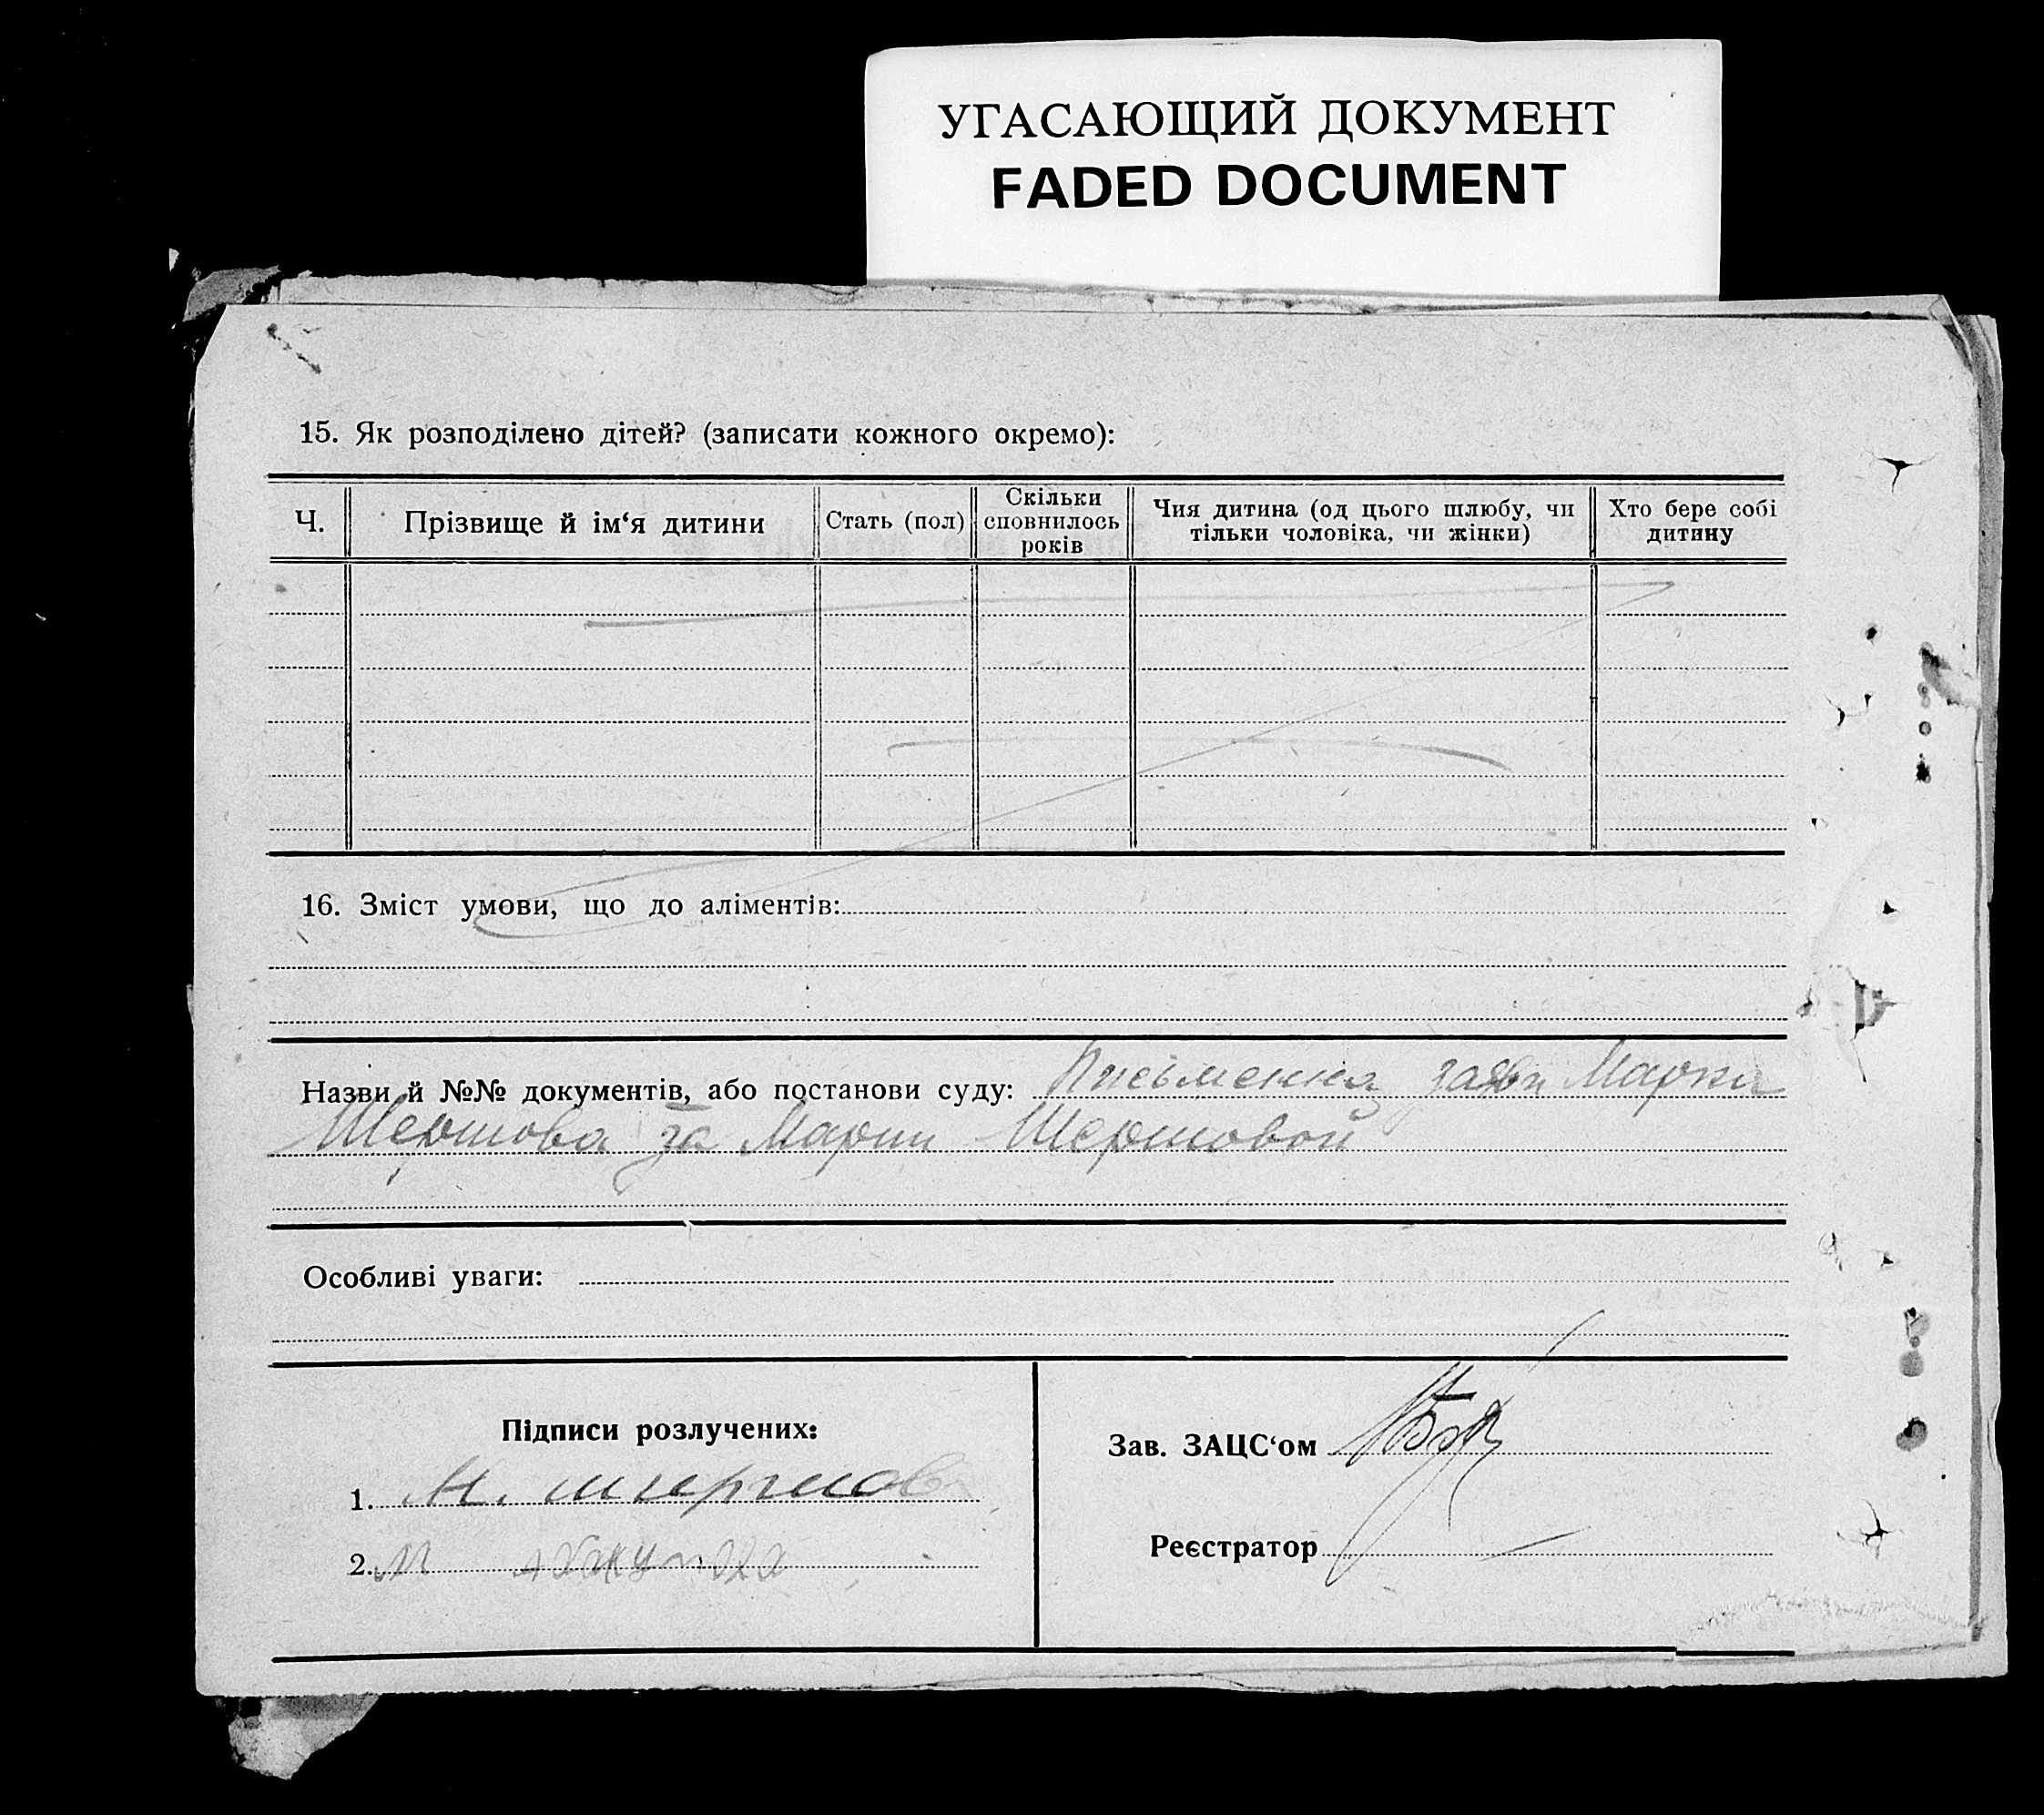 УГАСАЮЩИЙ ДОКУМЕНТ
FADED DOCUMENT
15. Як розподілено дітей? (записати кожного окремо):
Ч. Прізвище й ім‘я дитини Стать (пол) Скільки сповнилось років Чия дитина (од цього шлюбу, чи тільки чоловіка, чи жінки) Хто бере собі дитину
16. Зміст умови, що до аліментів:
Назви й №№ документів, або постанови суду: Письменна заява Марка
Шершова за Марии Шершовой
Особливі уваги:
Підписи розлучених:
Зав. ЗАЦС‘ом
1. М.
Реєстратор
2. М